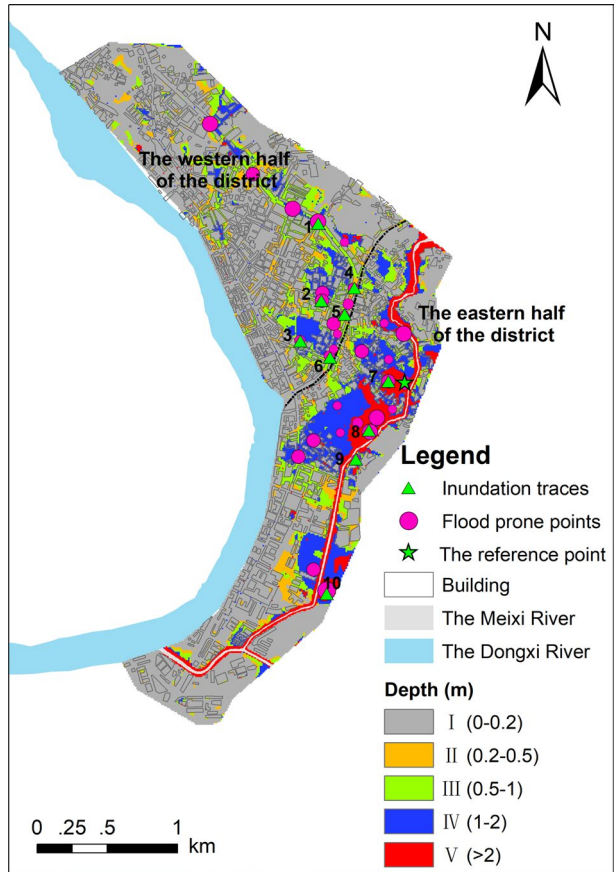 N
The western half
of the district
1
4
2
5
The eastern half
of the district
3
6
7
8
9
10
Legend
Inundation traces
Flood prone points
The reference point
Building
The Meixi River
The Dongxi River
Depth (m)
Ⅰ (0-0.2)
Ⅱ (0.2-0.5)
Ⅲ (0.5-1)
Ⅳ (1-2)
Ⅴ (>2)
0 .25 .5 1
km